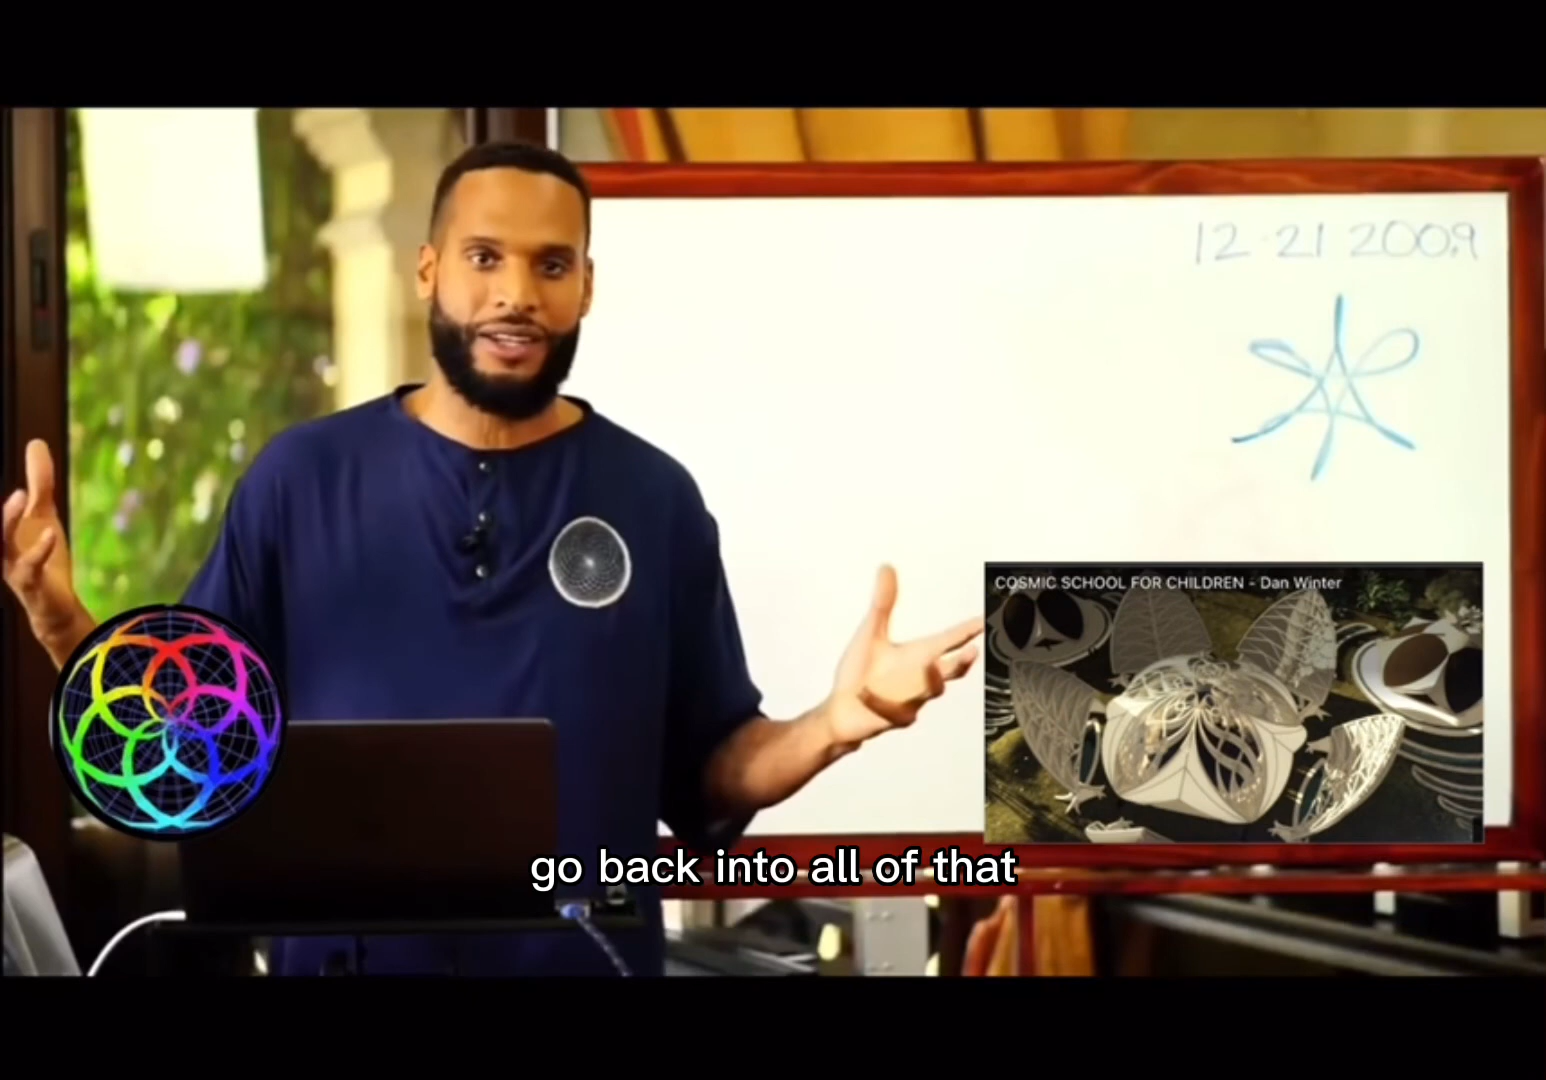 12·21 2009
COSMIC SCHOOL FOR CHILDREN - Dan Winter
go back into all of that